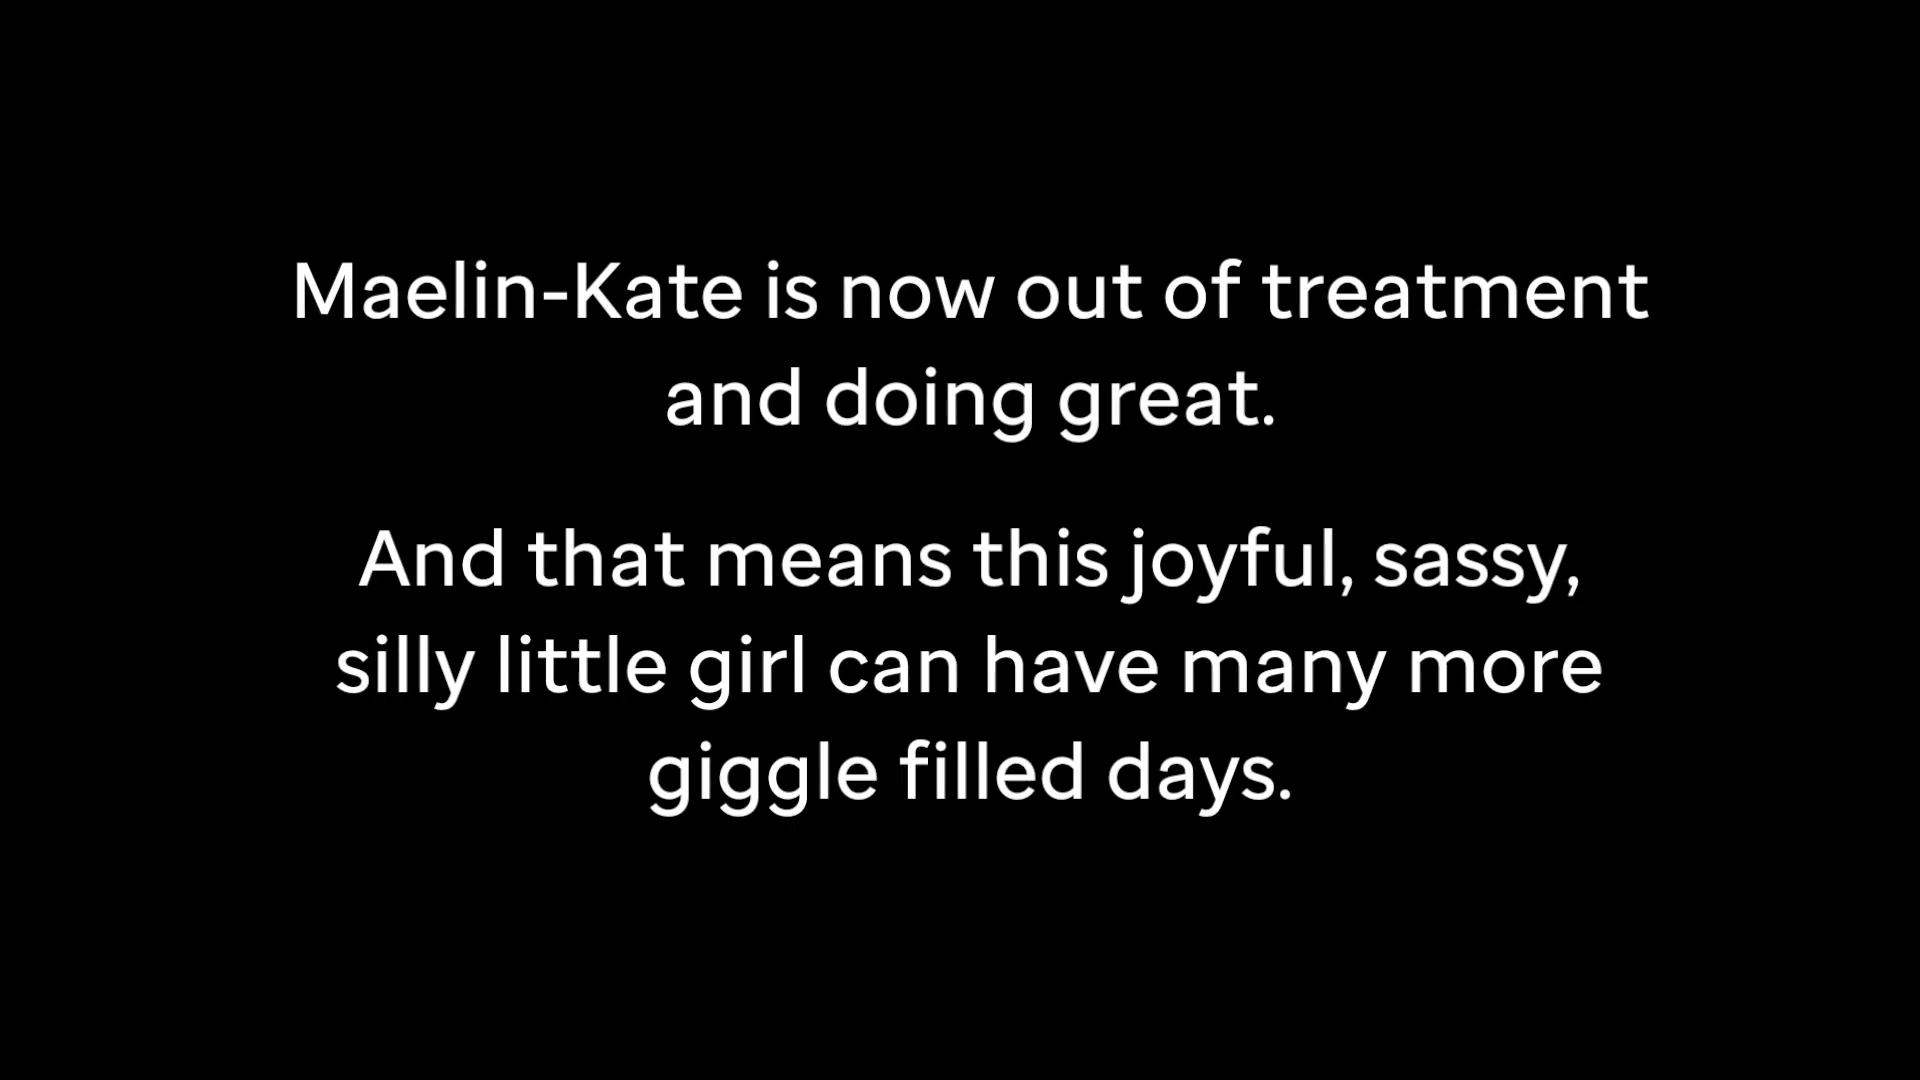 Maelin-Kate is now out of treatment
and doing great.
And that means this joyful, sassy,
silly little girl can have many more
giggle filled days.